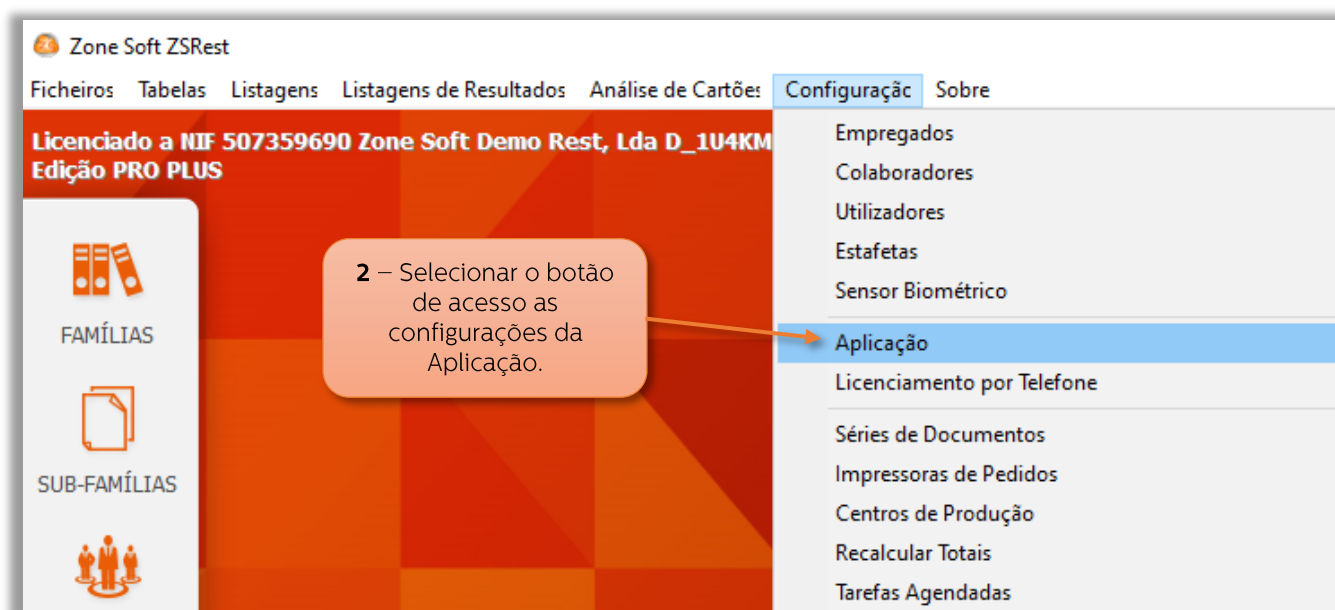 Zone Soft ZSRest
Ficheiros Tabelas Listagens Listagens de Resultados Análise de Cartões Configuraçãc Sobre
Licenciado a NIF 507359690 Zone Soft Demo Rest, Lda D_1U4KM
Edição PRO PLUS
FAMÍLIAS
SUB-FAMÍLIAS
2 – Selecionar o botão
de acesso as
configurações da
Aplicação.
Empregados
Colaboradores
Utilizadores
Estafetas
Sensor Biométrico
Aplicação
Licenciamento por Telefone
Séries de Documentos
Impressoras de Pedidos
Centros de Produção
Recalcular Totais
Tarefas Agendadas